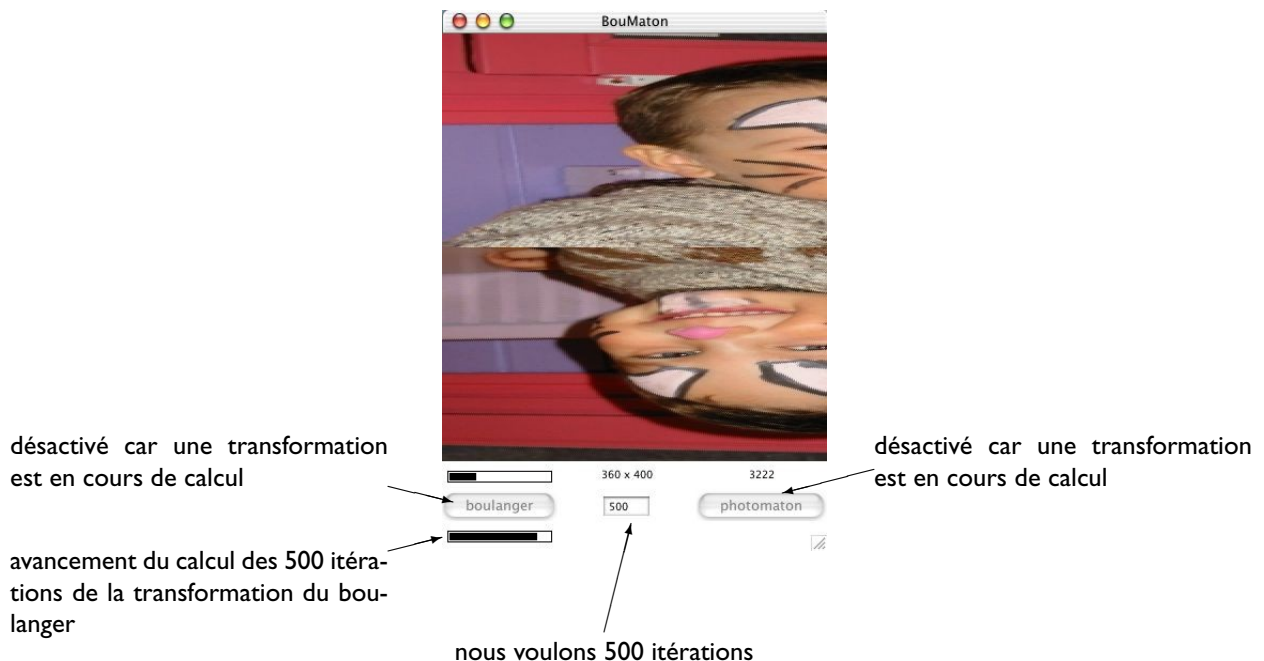 BouMaton
désactivé car une transformation
est en cours de calcul
désactivé car une transformation
est en cours de calcul
360 x 400
3222
boulanger
500
photomaton
avancement du calcul des 500 itéra-
tions de la transformation du bou-
langer
nous voulons 500 itérations